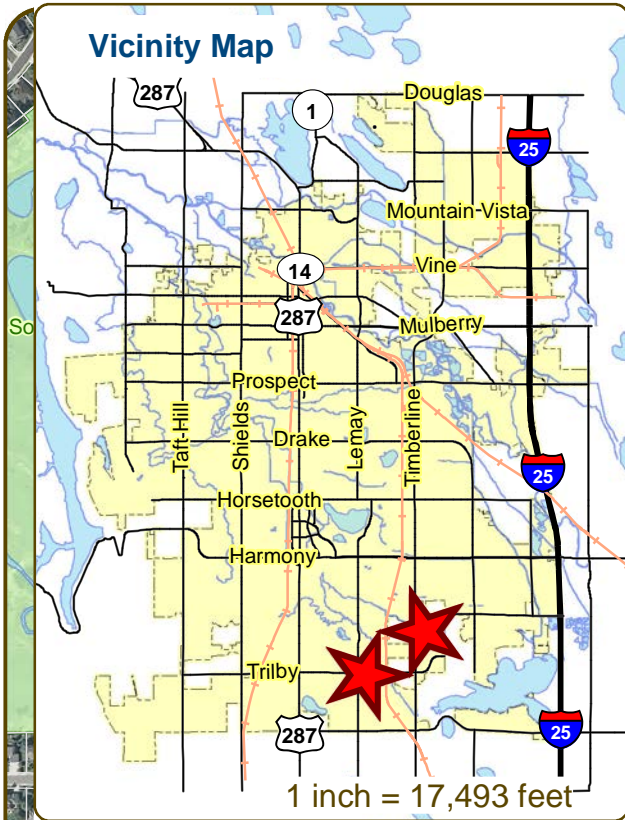 Vicinity Map
287
Douglas
1
25
Mountain Vista
Vine
14
287
Mulberry
So
Prospect
Taft-Hill
Shields
Lemay
Timberline
Drake
25
Horsetooth
Harmony
Trilby
287
25
1 inch = 17,493 feet